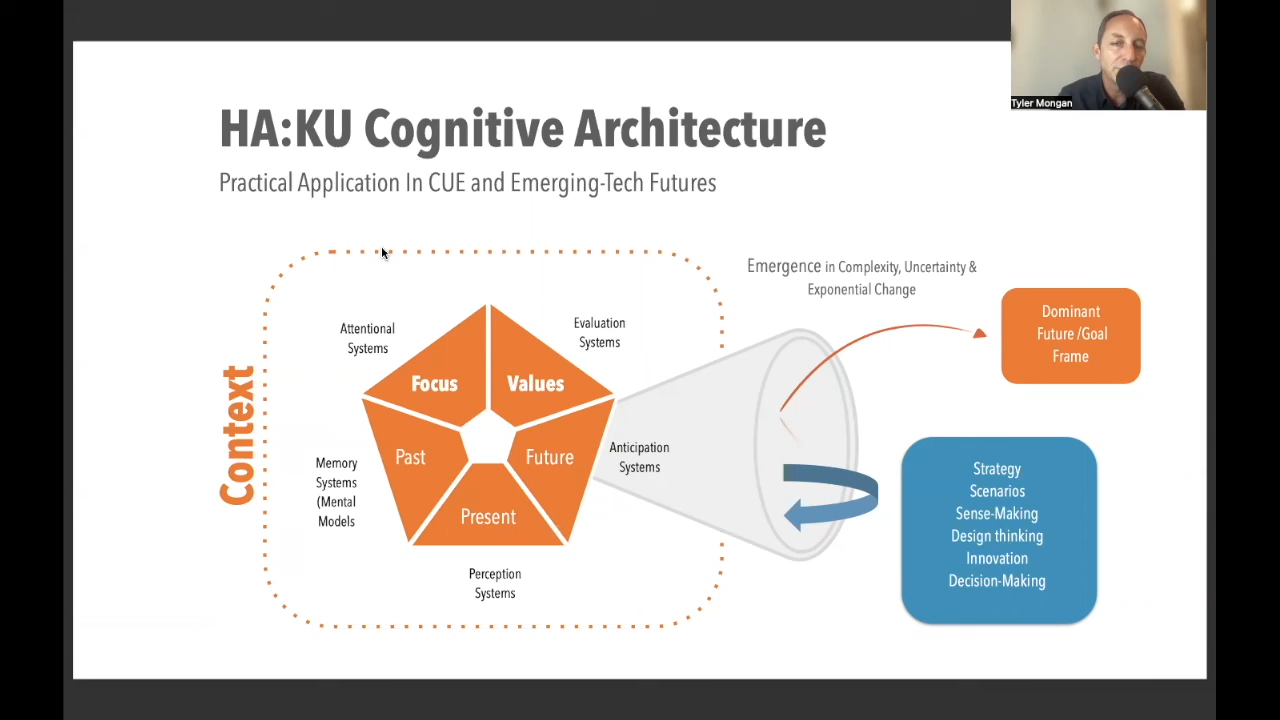 Tyler Mongan
HA:KU Cognitive Architecture
Practical Application In CUE and Emerging-Tech Futures
Emergence in Complexity, Uncertainty &
Exponential Change
Dominant
Future /Goal
Frame
Attentional
Systems
Evaluation
Systems
Focus
Values
Context
Past
Future
Present
Anticipation
Systems
Memory
Systems
(Mental
Models
Perception
Systems
Strategy
Scenarios
Sense-Making
Design thinking
Innovation
Decision-Making